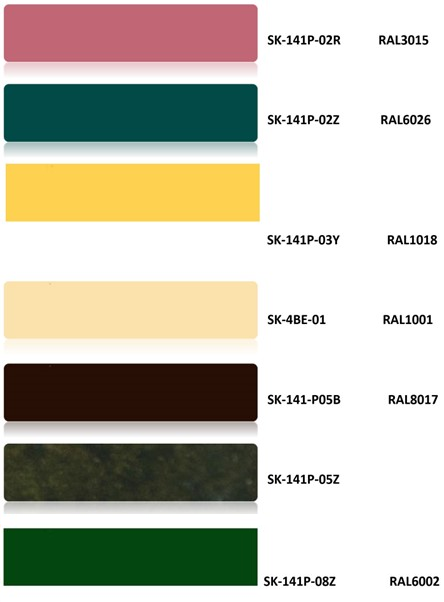 SK-141P-02R RAL3015
SK-141P-02Z RAL6026
SK-141P-03Y RAL1018
SK-4BE-01 RAL1001
SK-141-P05B RAL8017
SK-141P-05Z
SK-141P-08Z RAL6002